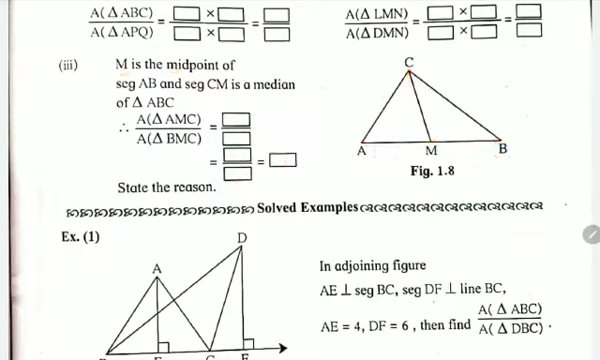 A(Δ ABC) / A(Δ APQ) = □ × □ / □ × □ = □ / □
A(Δ LMN) / A(Δ DMN) = □ × □ / □ × □ = □ / □
(iii) M is the midpoint of
seg AB and seg CM is a median
of Δ ABC
∴ A(Δ AMC) / A(Δ BMC) = □ / □
= □ / □ = □
State the reason.
C
A M B
Fig. 1.8
Solved Examples
Ex. (1)
D
A
In adjoining figure
AE ⊥ seg BC, seg DF ⊥ line BC,
AE = 4, DF = 6 , then find A( Δ ABC) / A( Δ DBC) .